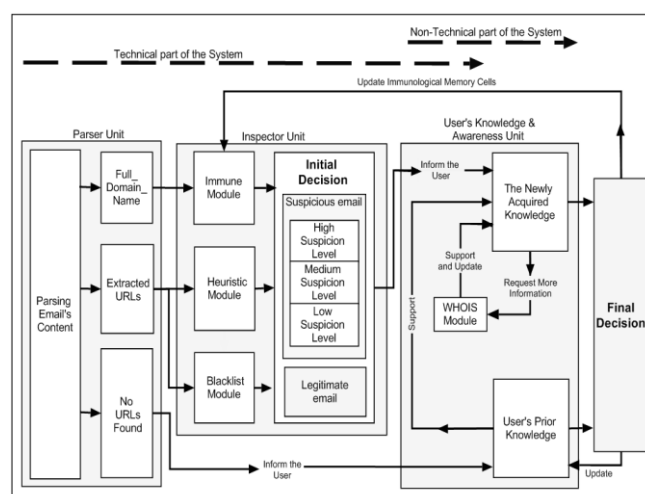 Non-Technical part of the System
Technical part of the System
Update Immunological Memory Cells
Parser Unit
Inspector Unit
User's Knowledge &
Awareness Unit
Parsing
Email's
Content
Full_
Domain_
Name
Extracted
URLs
No
URLs
Found
Immune
Module
Heuristic
Module
Blacklist
Module
Initial
Decision
Suspicious email
High
Suspicion
Level
Medium
Suspicion
Level
Low
Suspicion
Level
Legitimate
email
Inform the
User
The Newly
Acquired
Knowledge
Support
and Update
Request More
Information
WHOIS
Module
Support
User's Prior
Knowledge
Inform the
User
Final
Decision
Update